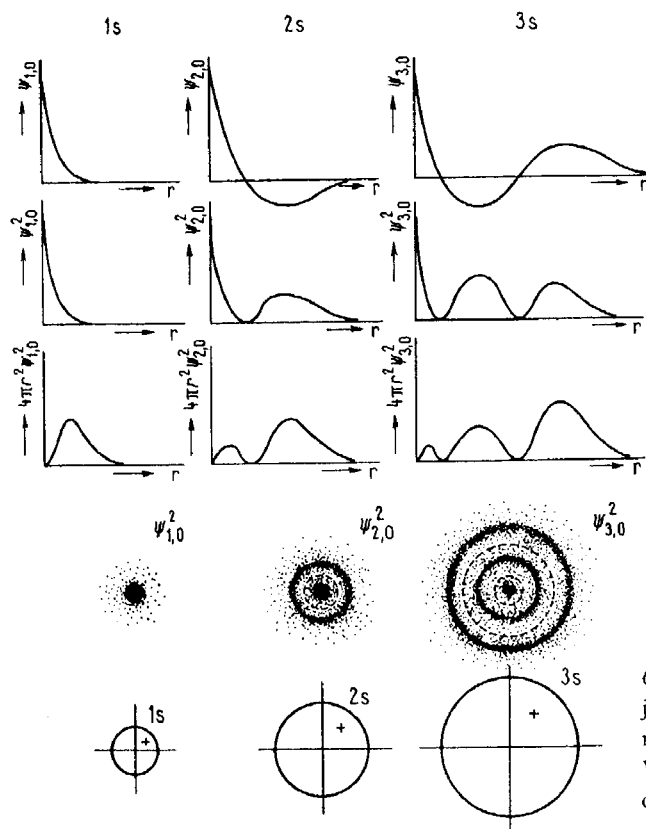 1s 2s 3s
ψ1,0 r ψ2,0 r ψ3,0 r
ψ²1,0 r ψ²2,0 r ψ²3,0 r
4πr²ψ²1,0 r 4πr²ψ²2,0 r 4πr²ψ²3,0 r
ψ²1,0 ψ²2,0 ψ²3,0
1s 2s 3s
+ + +